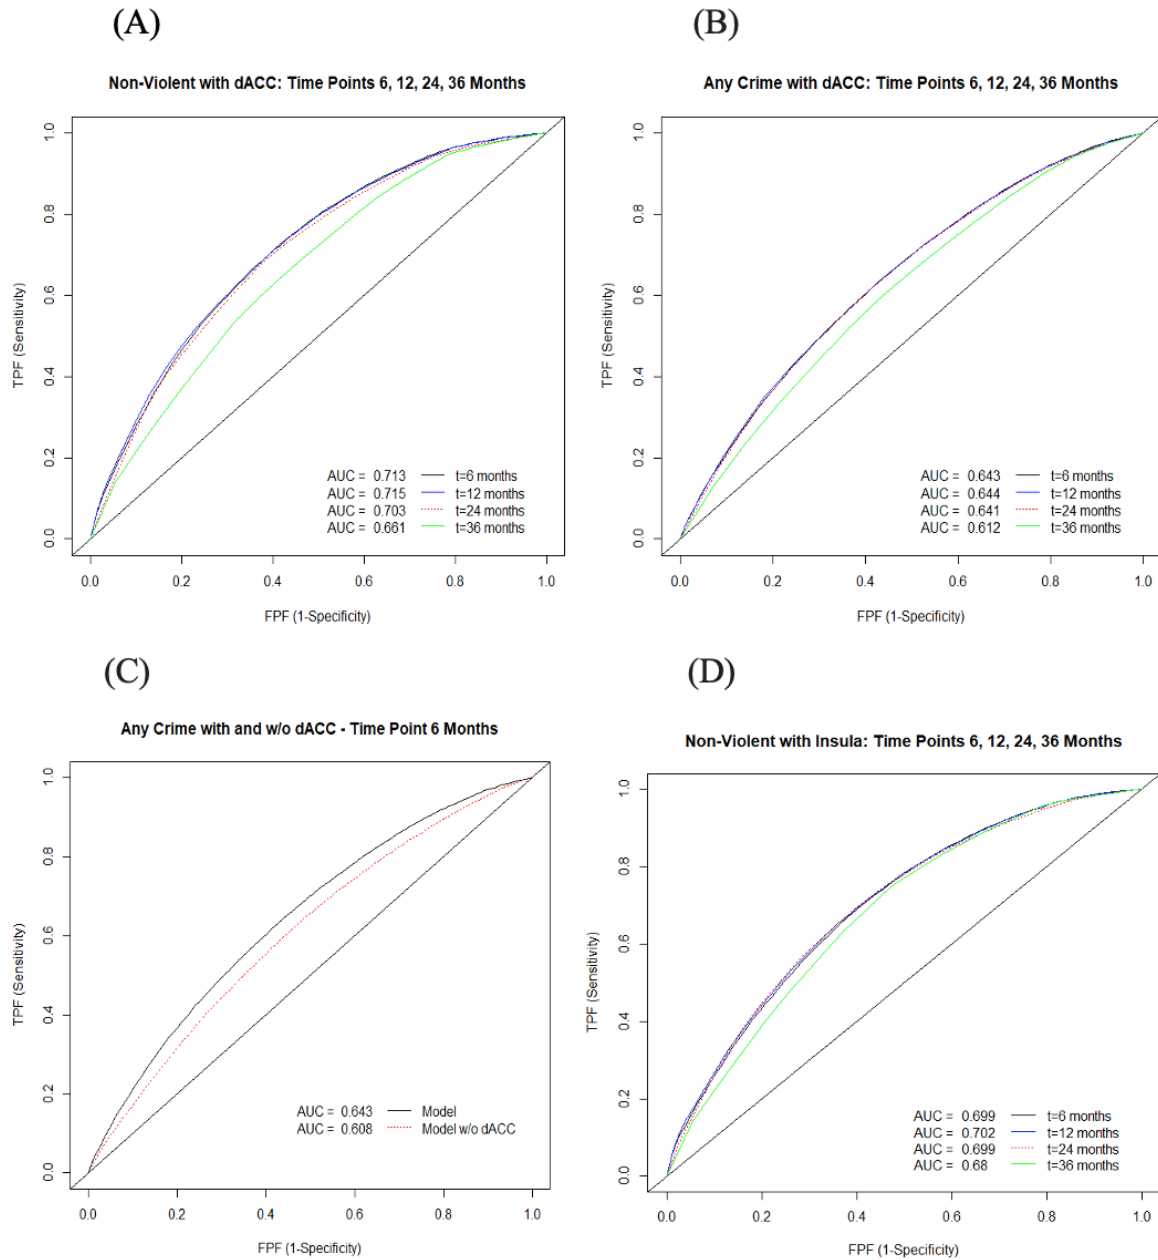 (A)
Non-Violent with dACC: Time Points 6, 12, 24, 36 Months
TPF (Sensitivity)
1.0
0.8
0.6
0.4
0.2
0.0
AUC = 0.713 t=6 months
AUC = 0.715 t=12 months
AUC = 0.703 t=24 months
AUC = 0.661 t=36 months
0.0 0.2 0.4 0.6 0.8 1.0
FPF (1-Specificity)
(B)
Any Crime with dACC: Time Points 6, 12, 24, 36 Months
TPF (Sensitivity)
1.0
0.8
0.6
0.4
0.2
0.0
AUC = 0.643 t=6 months
AUC = 0.644 t=12 months
AUC = 0.641 t=24 months
AUC = 0.612 t=36 months
0.0 0.2 0.4 0.6 0.8 1.0
FPF (1-Specificity)
(C)
Any Crime with and w/o dACC - Time Point 6 Months
TPF (Sensitivity)
1.0
0.8
0.6
0.4
0.2
0.0
AUC = 0.643 Model
AUC = 0.608 Model w/o dACC
0.0 0.2 0.4 0.6 0.8 1.0
FPF (1-Specificity)
(D)
Non-Violent with Insula: Time Points 6, 12, 24, 36 Months
TPF (Sensitivity)
1.0
0.8
0.6
0.4
0.2
0.0
AUC = 0.699 t=6 months
AUC = 0.702 t=12 months
AUC = 0.699 t=24 months
AUC = 0.68 t=36 months
0.0 0.2 0.4 0.6 0.8 1.0
FPF (1-Specificity)